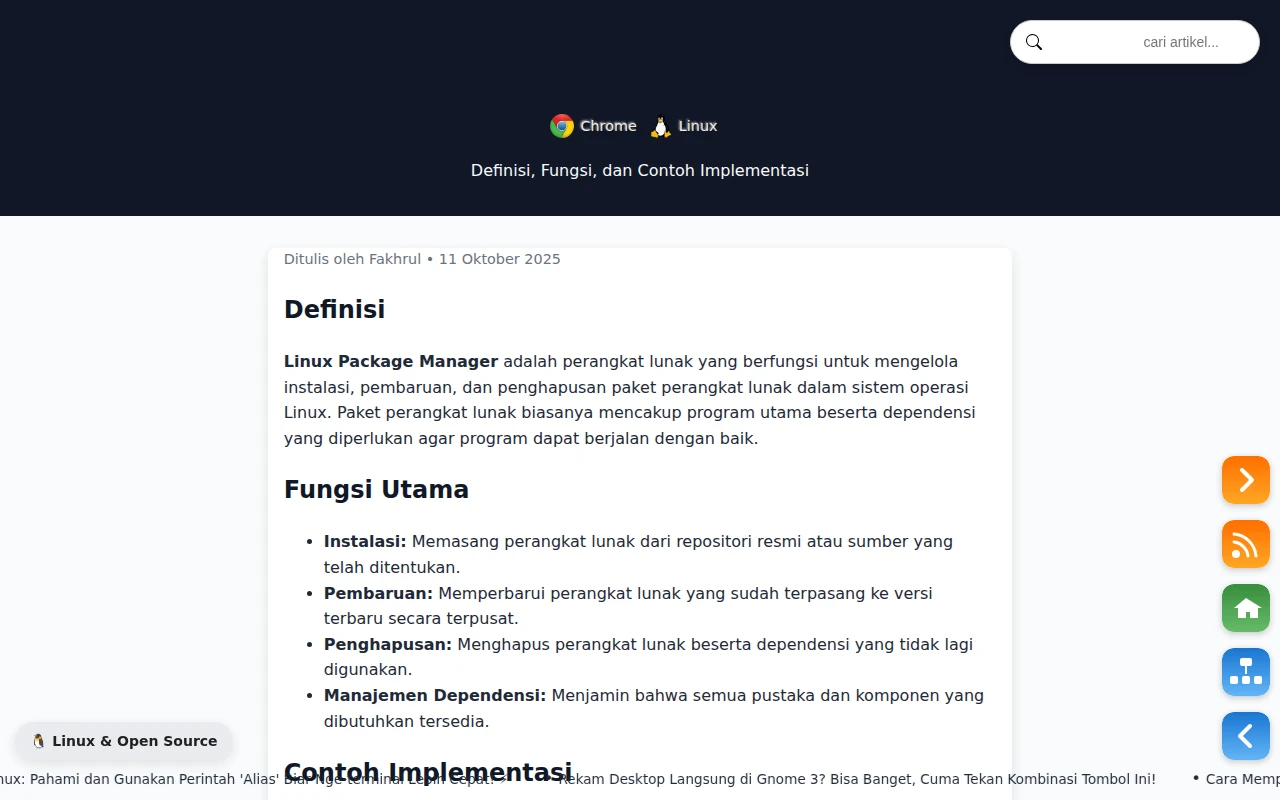 cari artikel...
Chrome Linux
Definisi, Fungsi, dan Contoh Implementasi
Ditulis oleh Fakhrul • 11 Oktober 2025
Definisi
Linux Package Manager adalah perangkat lunak yang berfungsi untuk mengelola
instalasi, pembaruan, dan penghapusan paket perangkat lunak dalam sistem operasi
Linux. Paket perangkat lunak biasanya mencakup program utama beserta dependensi
yang diperlukan agar program dapat berjalan dengan baik.
Fungsi Utama
• Instalasi: Memasang perangkat lunak dari repositori resmi atau sumber yang
telah ditentukan.
• Pembaruan: Memperbarui perangkat lunak yang sudah terpasang ke versi
terbaru secara terpusat.
• Penghapusan: Menghapus perangkat lunak beserta dependensi yang tidak lagi
digunakan.
• Manajemen Dependensi: Menjamin bahwa semua pustaka dan komponen yang
dibutuhkan tersedia.
Linux & Open Source
Contoh Implementasi
nux: Pahami dan Gunakan Perintah 'Alias' Biar Nge-terminal Lebih Cepat! ⚡ • Rekam Desktop Langsung di Gnome 3? Bisa Banget, Cuma Tekan Kombinasi Tombol Ini! • Cara Memp